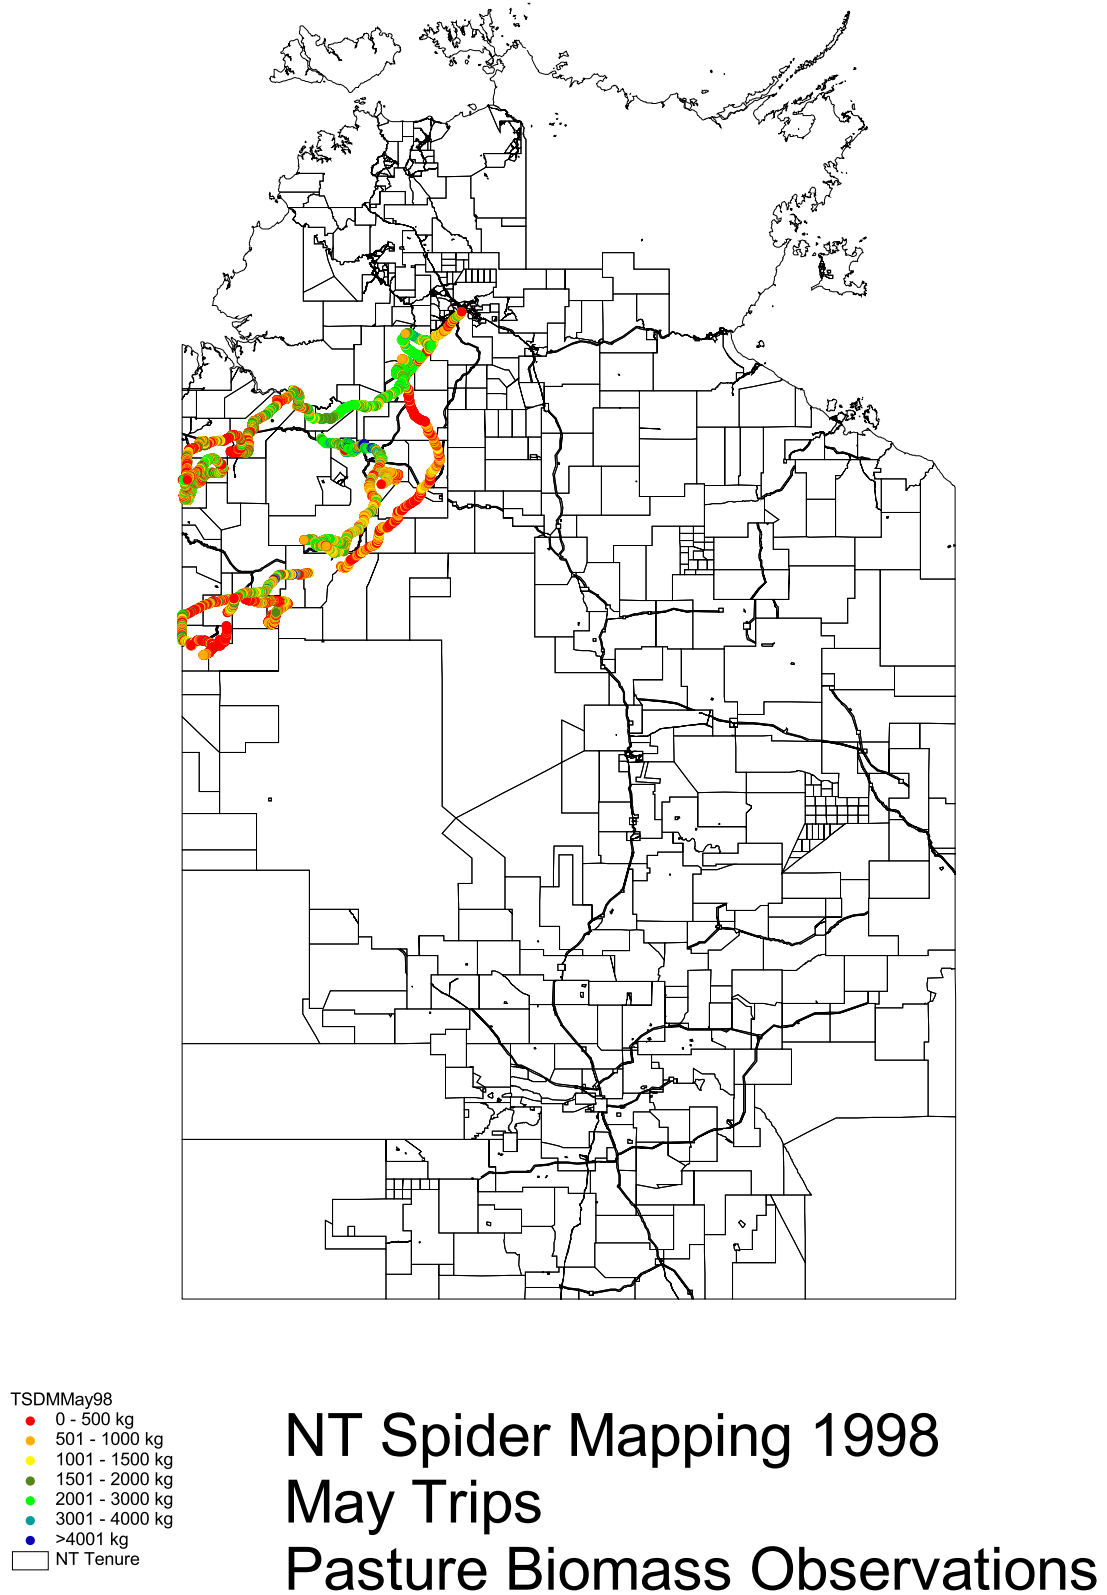 TSDMMay98
0 - 500 kg
501 - 1000 kg
1001 - 1500 kg
1501 - 2000 kg
2001 - 3000 kg
3001 - 4000 kg
>4001 kg
NT Tenure
NT Spider Mapping 1998
May Trips
Pasture Biomass Observations